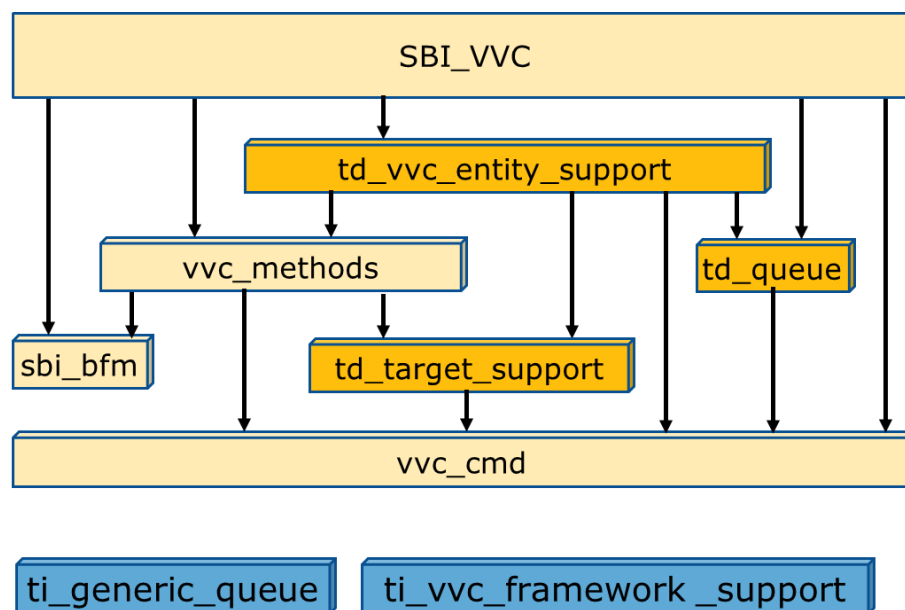 SBI_VVC
td_vvc_entity_support
vvc_methods
td_queue
sbi_bfm
td_target_support
vvc_cmd
ti_generic_queue
ti_vvc_framework _support